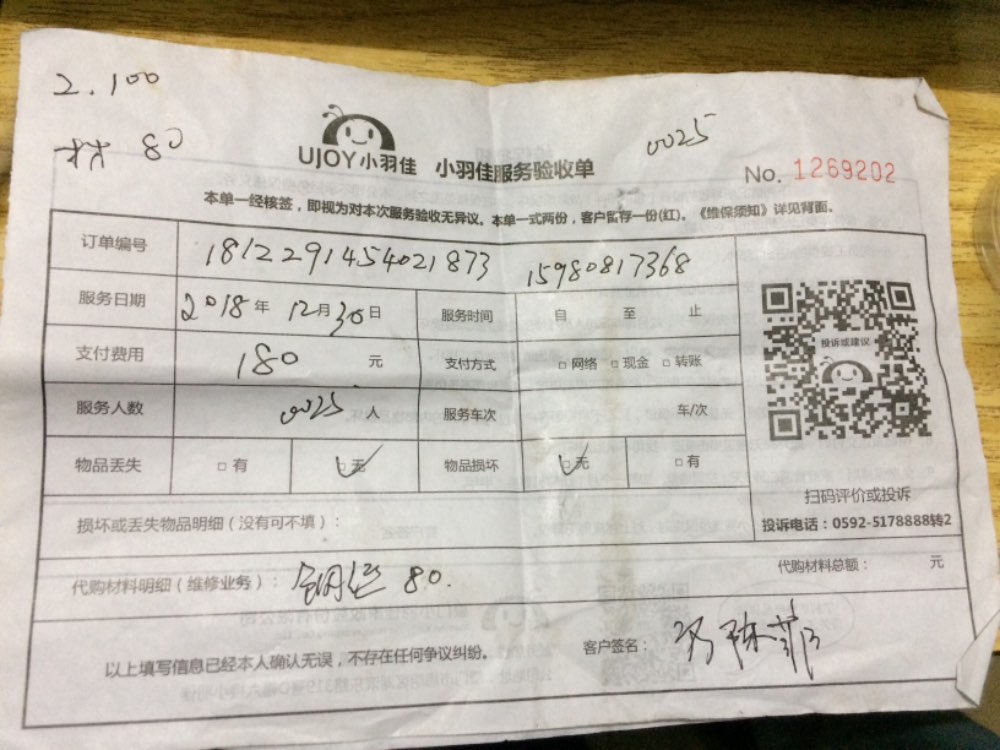 2.100
材 80
UJOY小羽佳 小羽佳服务验收单
0025
No. 1269202
本单一经核签，即视为对本次服务验收无异议。本单一式两份，客户监存一份(红)。《维保须知》详见背面。
订单编号 1812291454021873 15980817368
服务日期 2018年 12月30日 服务时间 自 至 止
支付费用 180 元 支付方式 □ 网络 □ 现金 □ 转账
服务人数 0025 人 服务车次 车/次
物品丢失 □ 有 □ 无 物品损坏 □ 无 □ 有
投诉或建议
扫码评价或投诉
投诉电话：0592-5178888转2
损坏或丢失物品明细（没有可不填）：
代购材料明细（维修业务）： 80.
代购材料总额： 元
以上填写信息已经本人确认无误，不存在任何争议纠纷。
客户签名：